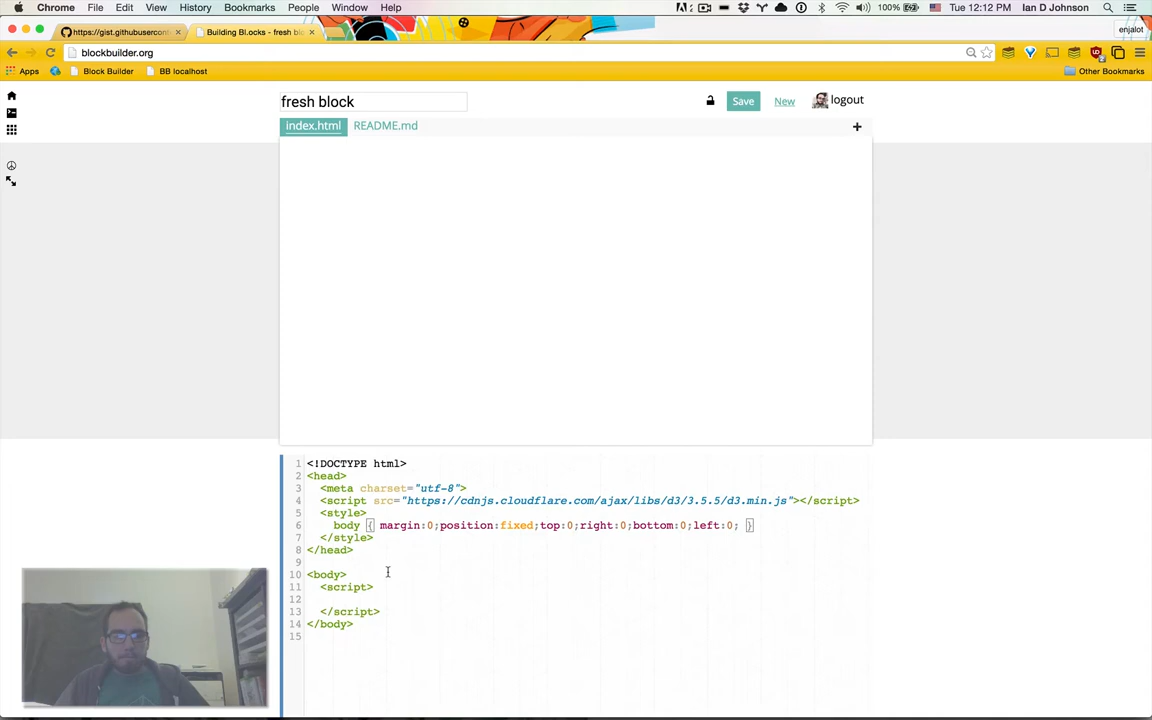 Chrome File Edit View History Bookmarks People Window Help 100% Tue 12:12 PM Ian D Johnson
https://gist.githubusercont Building Bl.ocks - fresh blo enjalot
blockbuilder.org
Apps Block Builder BB localhost Other Bookmarks
fresh block Save New logout
index.html README.md +
1 <!DOCTYPE html>
2 <head>
3 <meta charset="utf-8">
4 <script src="https://cdnjs.cloudflare.com/ajax/libs/d3/3.5.5/d3.min.js"></script>
5 <style>
6 body { margin:0;position:fixed;top:0;right:0;bottom:0;left:0; }
7 </style>
8 </head>
9
10 <body>
11 <script>
12
13 </script>
14 </body>
15